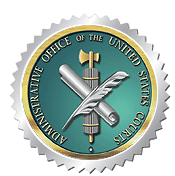 ADMINISTRATIVE OFFICE OF THE UNITED STATES COURTS